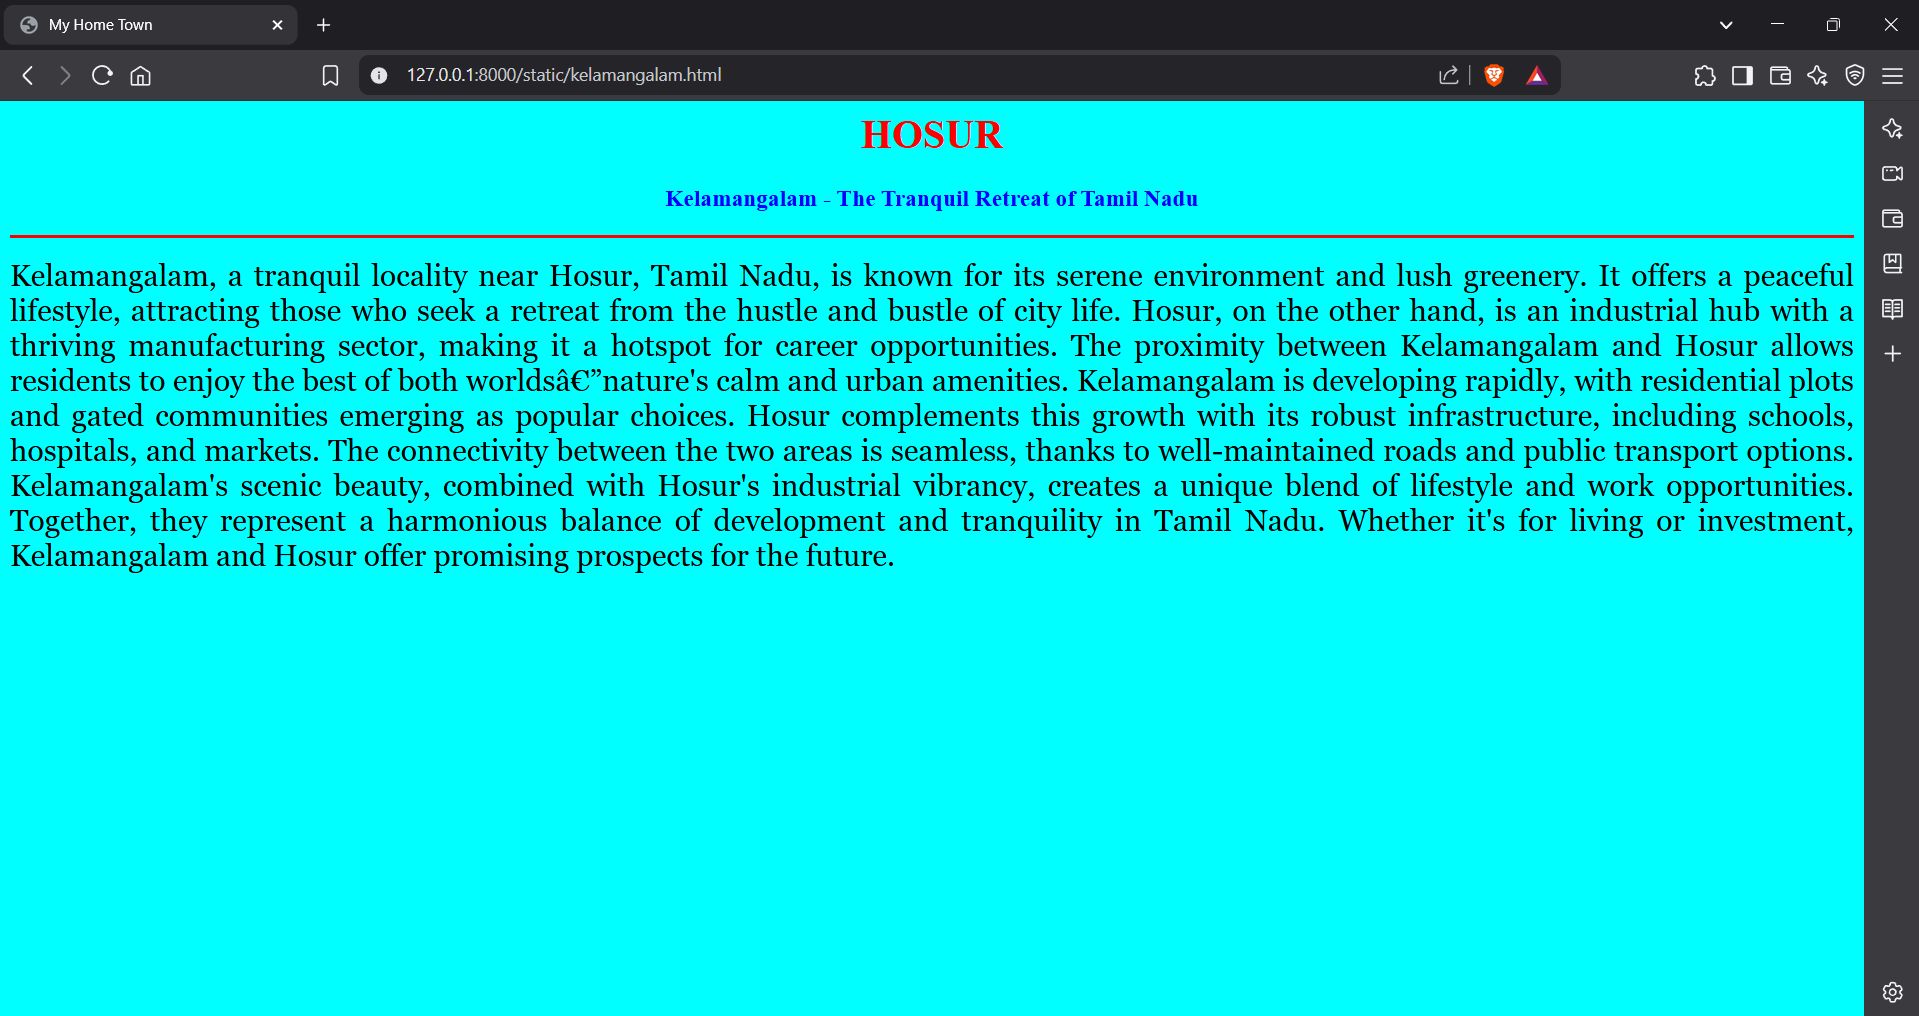 My Home Town
127.0.0.1:8000/static/kelamangalam.html
HOSUR
Kelamangalam - The Tranquil Retreat of Tamil Nadu
Kelamangalam, a tranquil locality near Hosur, Tamil Nadu, is known for its serene environment and lush greenery. It offers a peaceful
lifestyle, attracting those who seek a retreat from the hustle and bustle of city life. Hosur, on the other hand, is an industrial hub with a
thriving manufacturing sector, making it a hotspot for career opportunities. The proximity between Kelamangalam and Hosur allows
residents to enjoy the best of both worldsâ€”nature's calm and urban amenities. Kelamangalam is developing rapidly, with residential plots
and gated communities emerging as popular choices. Hosur complements this growth with its robust infrastructure, including schools,
hospitals, and markets. The connectivity between the two areas is seamless, thanks to well-maintained roads and public transport options.
Kelamangalam's scenic beauty, combined with Hosur's industrial vibrancy, creates a unique blend of lifestyle and work opportunities.
Together, they represent a harmonious balance of development and tranquility in Tamil Nadu. Whether it's for living or investment,
Kelamangalam and Hosur offer promising prospects for the future.